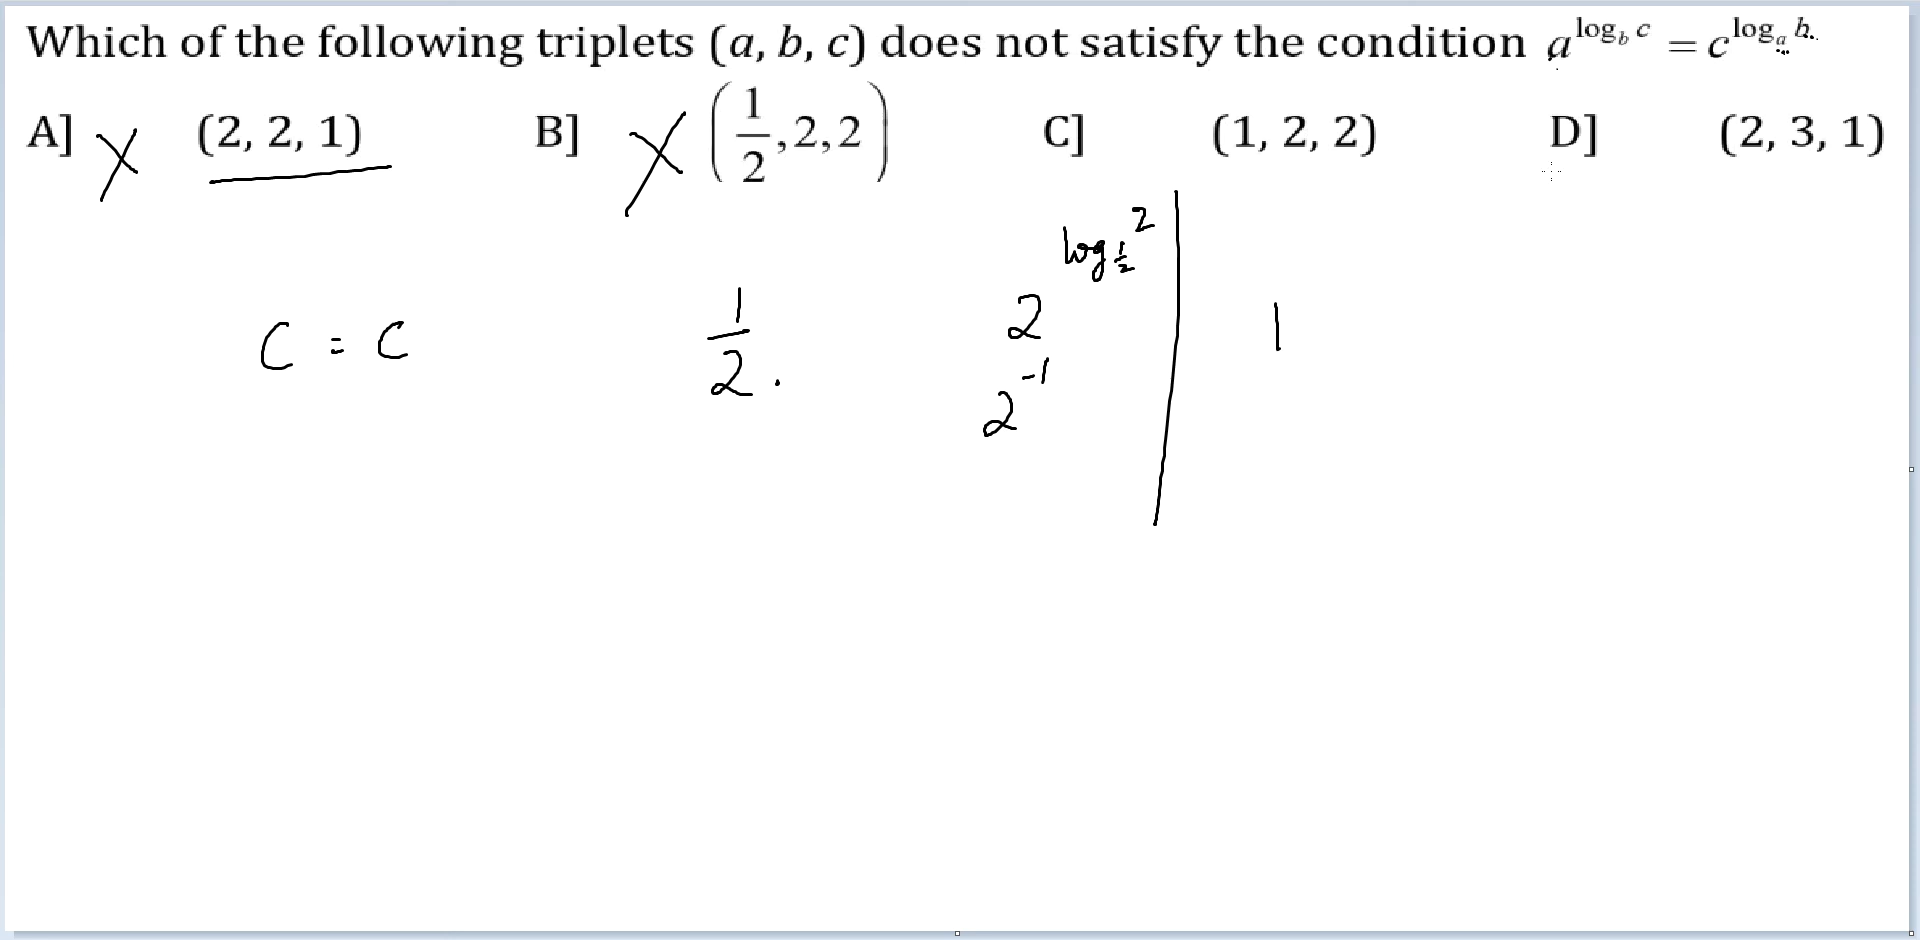 Which of the following triplets (a, b, c) does not satisfy the condition a^{log_b c} = c^{log_a b}.
A] X (2, 2, 1) B] X (1/2, 2, 2) C] (1, 2, 2) D] (2, 3, 1)
c = c 1/2. 2^{log_{1/2} 2} 1
2^{-1}